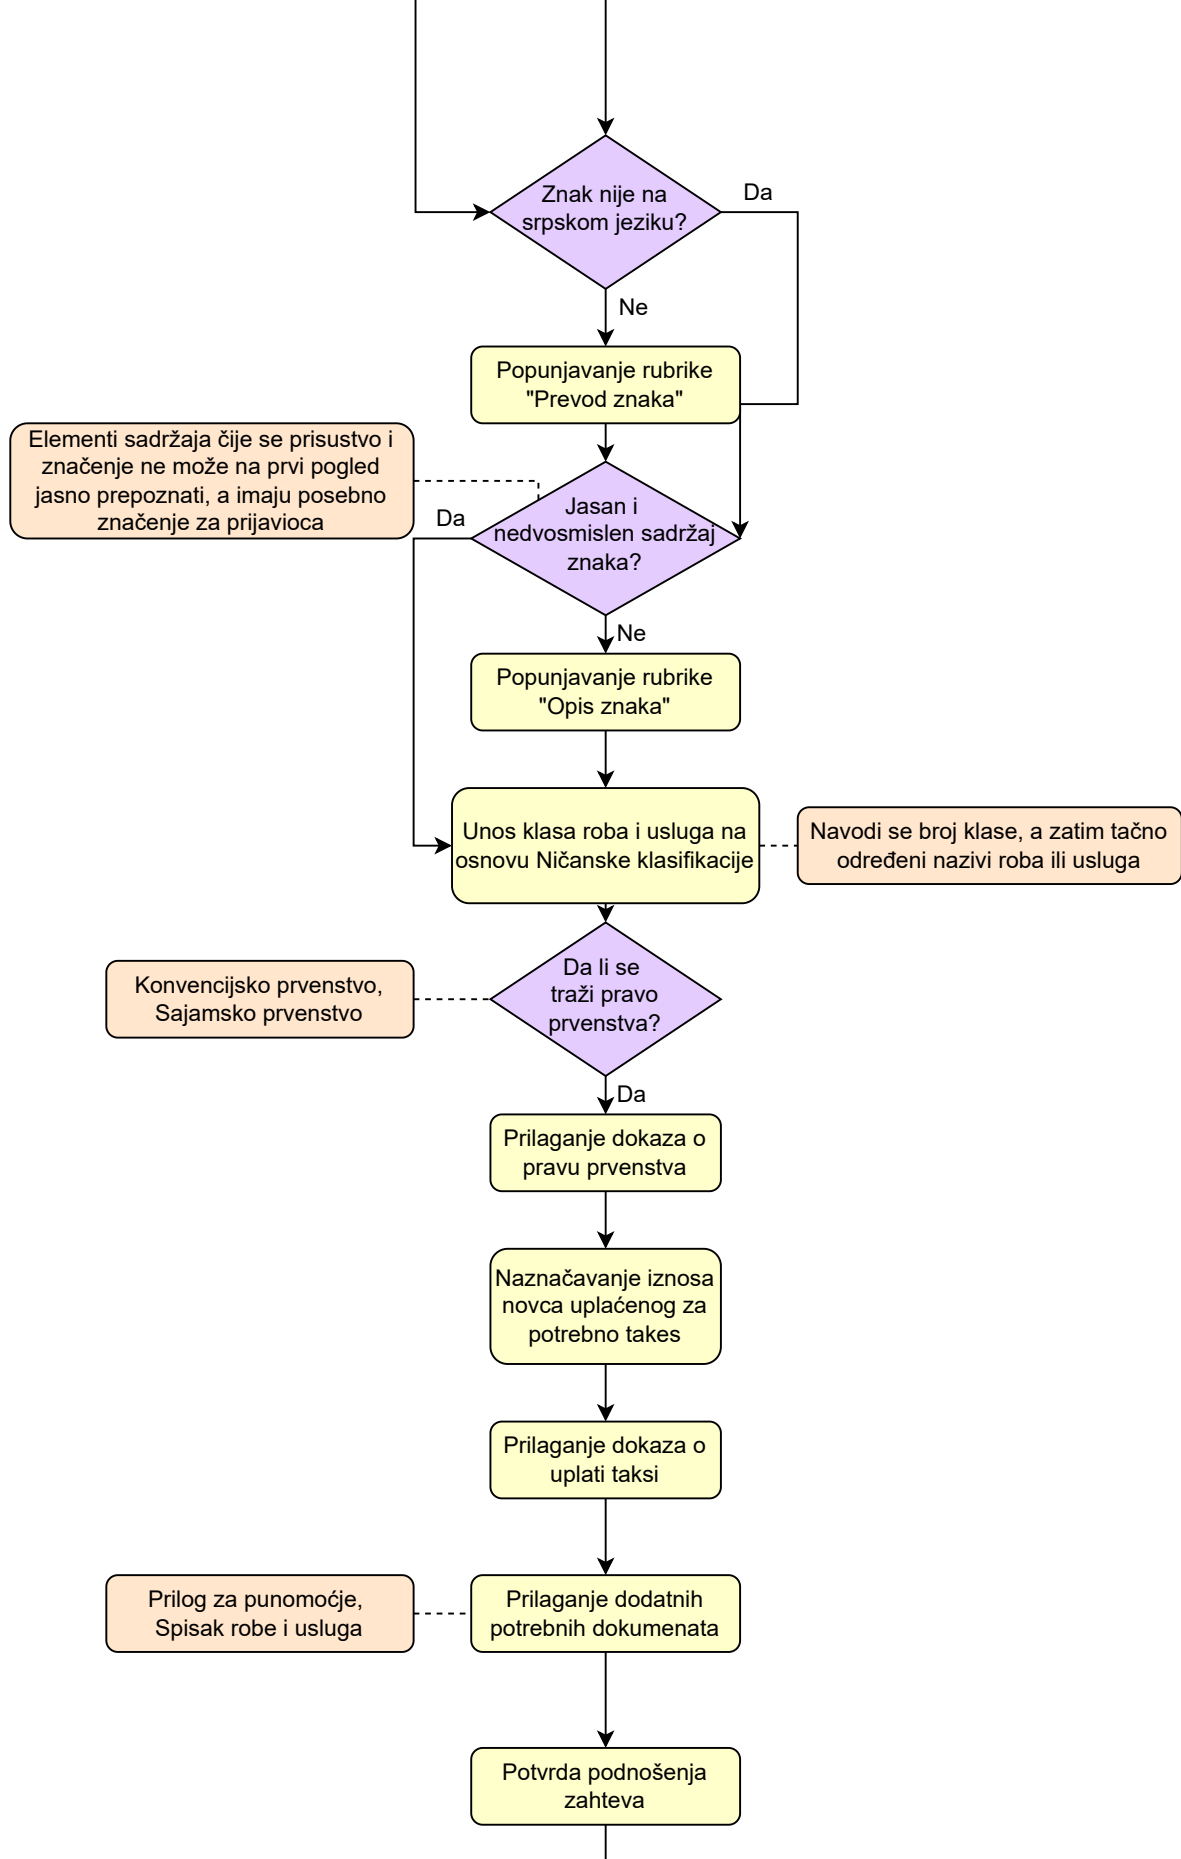 Znak nije na
srpskom jeziku?
Da
Ne
Popunjavanje rubrike
"Prevod znaka"
Elementi sadržaja čije se prisustvo i
značenje ne može na prvi pogled
jasno prepoznati, a imaju posebno
značenje za prijavioca
Da
Jasan i
nedvosmislen sadržaj
znaka?
Ne
Popunjavanje rubrike
"Opis znaka"
Unos klasa roba i usluga na
osnovu Ničanske klasifikacije
Navodi se broj klase, a zatim tačno
određeni nazivi roba ili usluga
Konvencijsko prvenstvo,
Sajamsko prvenstvo
Da li se
traži pravo
prvenstva?
Da
Prilaganje dokaza o
pravu prvenstva
Naznačavanje iznosa
novca uplaćenog za
potrebno takes
Prilaganje dokaza o
uplati taksi
Prilog za punomoćje,
Spisak robe i usluga
Prilaganje dodatnih
potrebnih dokumenata
Potvrda podnošenja
zahteva